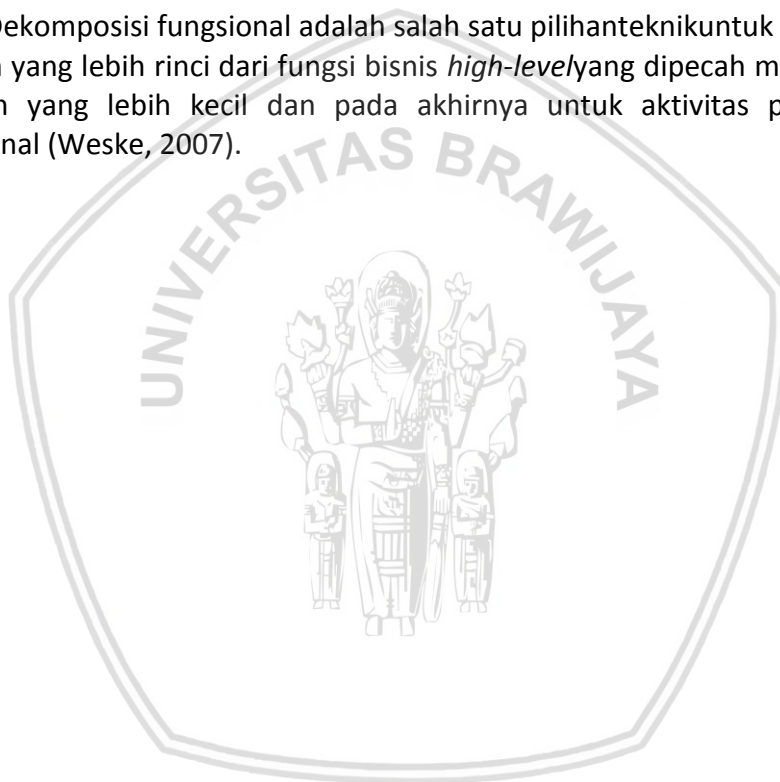 Dekomposisi fungsional adalah salah satu pilihanteknikuntuk
yang lebih rinci dari fungsi bisnis high-levelyang dipecah
yang lebih kecil dan pada akhirnya untuk aktivitas
(Weske, 2007).
UNIVERSITAS BRAWIJAYA